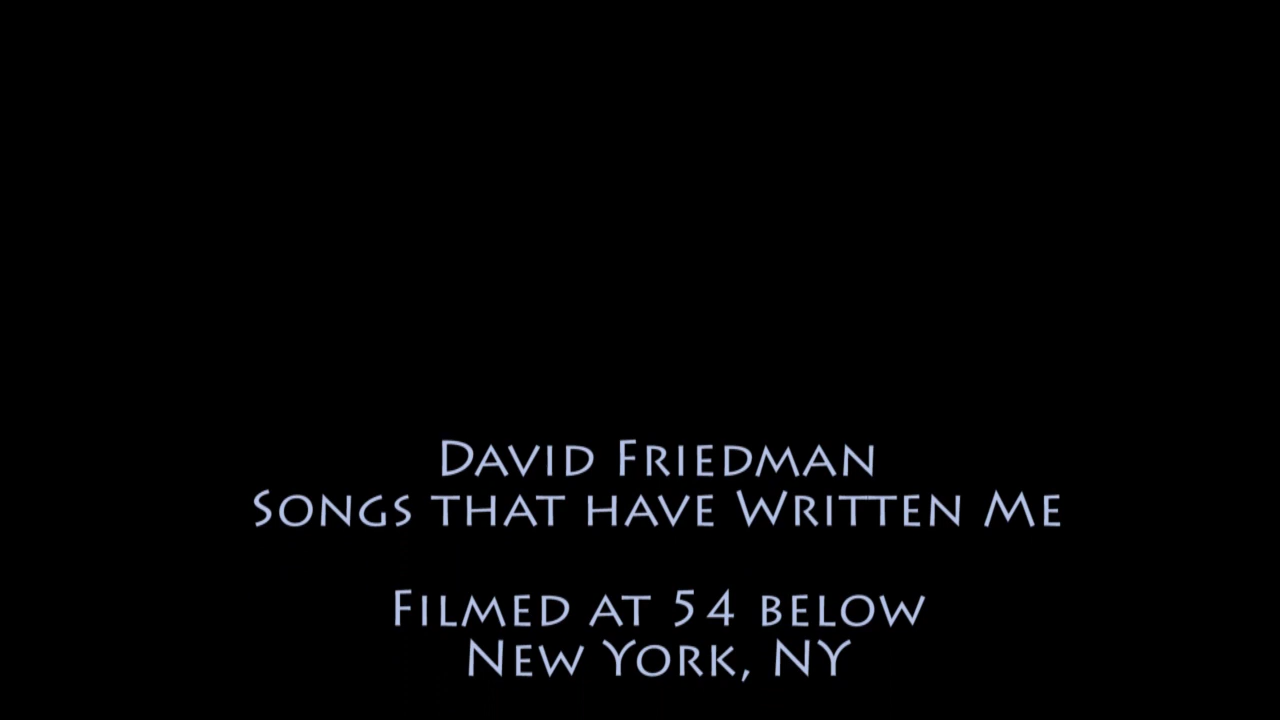 David Friedman
Songs that have Written Me
Filmed at 54 below
New York, NY